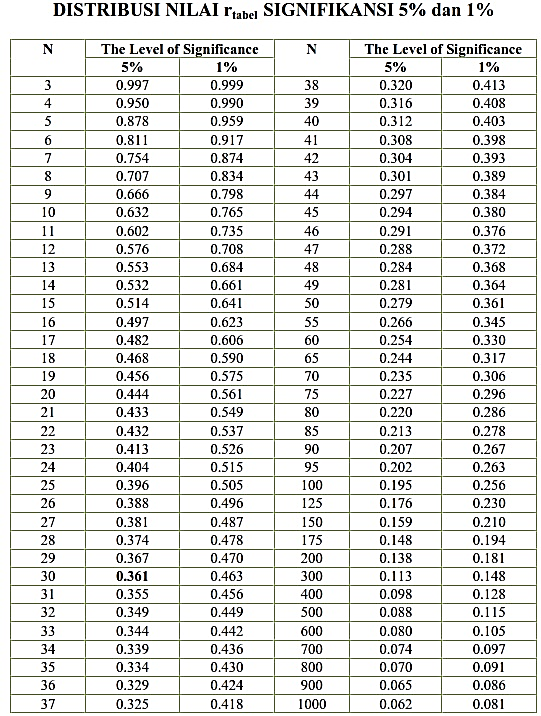 DISTRIBUSI NILAI rtabel SIGNIFIKANSI 5% dan 1%
N The Level of Significance N The Level of Significance
5% 1% 5% 1%
3 0.997 0.999 38 0.320 0.413
4 0.950 0.990 39 0.316 0.408
5 0.878 0.959 40 0.312 0.403
6 0.811 0.917 41 0.308 0.398
7 0.754 0.874 42 0.304 0.393
8 0.707 0.834 43 0.301 0.389
9 0.666 0.798 44 0.297 0.384
10 0.632 0.765 45 0.294 0.380
11 0.602 0.735 46 0.291 0.376
12 0.576 0.708 47 0.288 0.372
13 0.553 0.684 48 0.284 0.368
14 0.532 0.661 49 0.281 0.364
15 0.514 0.641 50 0.279 0.361
16 0.497 0.623 55 0.266 0.345
17 0.482 0.606 60 0.254 0.330
18 0.468 0.590 65 0.244 0.317
19 0.456 0.575 70 0.235 0.306
20 0.444 0.561 75 0.227 0.296
21 0.433 0.549 80 0.220 0.286
22 0.432 0.537 85 0.213 0.278
23 0.413 0.526 90 0.207 0.267
24 0.404 0.515 95 0.202 0.263
25 0.396 0.505 100 0.195 0.256
26 0.388 0.496 125 0.176 0.230
27 0.381 0.487 150 0.159 0.210
28 0.374 0.478 175 0.148 0.194
29 0.367 0.470 200 0.138 0.181
30 0.361 0.463 300 0.113 0.148
31 0.355 0.456 400 0.098 0.128
32 0.349 0.449 500 0.088 0.115
33 0.344 0.442 600 0.080 0.105
34 0.339 0.436 700 0.074 0.097
35 0.334 0.430 800 0.070 0.091
36 0.329 0.424 900 0.065 0.086
37 0.325 0.418 1000 0.062 0.081